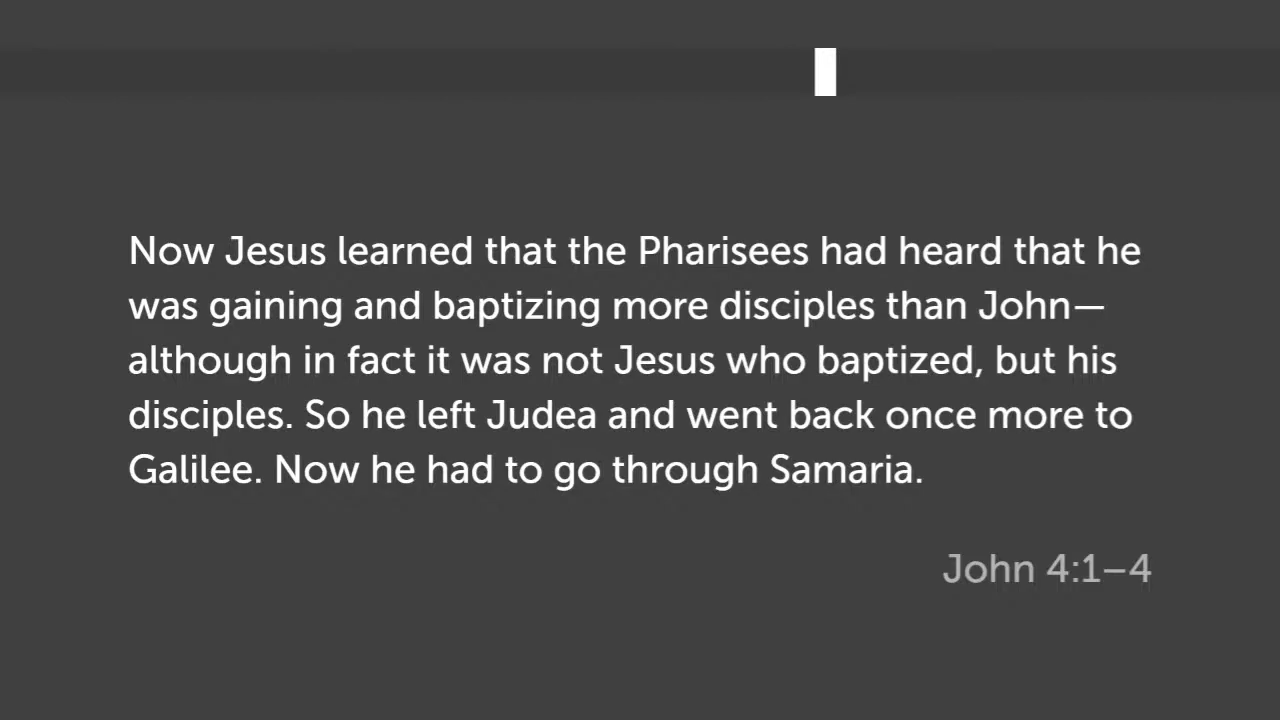 Now Jesus learned that the Pharisees had heard that he
was gaining and baptizing more disciples than John—
although in fact it was not Jesus who baptized, but his
disciples. So he left Judea and went back once more to
Galilee. Now he had to go through Samaria.
John 4:1–4